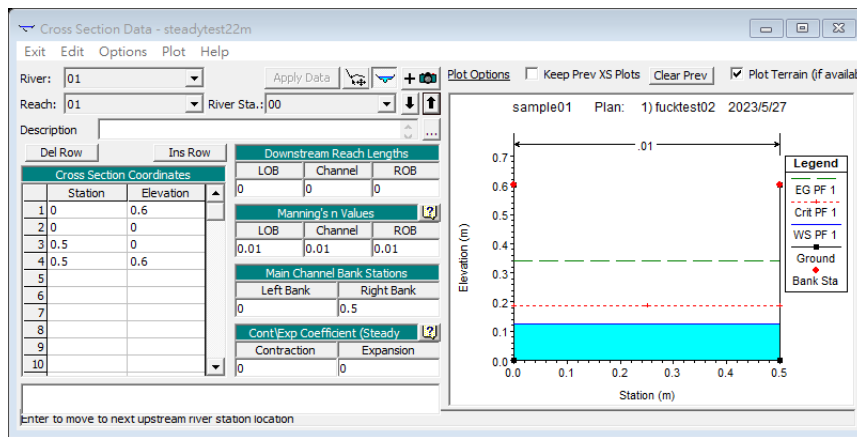 Cross Section Data - steadytest22m
Exit Edit Options Plot Help
River: 01 Apply Data + Plot Options Keep Prev XS Plots Clear Prev Plot Terrain (if availab
Reach: 01 River Sta.: 00
Description ...
Del Row Ins Row
Cross Section Coordinates
Station Elevation
1 0 0.6
2 0 0
3 0.5 0
4 0.5 0.6
5
6
7
8
9
10
Downstream Reach Lengths
LOB Channel ROB
0 0 0
Manning's n Values
LOB Channel ROB
0.01 0.01 0.01
Main Channel Bank Stations
Left Bank Right Bank
0 0.5
Cont\Exp Coefficient (Steady
Contraction Expansion
0 0
Enter to move to next upstream river station location
sample01 Plan: 1) fucktest02 2023/5/27
.01
0.7
0.6
0.5
0.4
0.3
0.2
0.1
0.0
Elevation (m)
0.0 0.1 0.2 0.3 0.4 0.5
Station (m)
Legend
EG PF 1
Crit PF 1
WS PF 1
Ground
Bank Sta